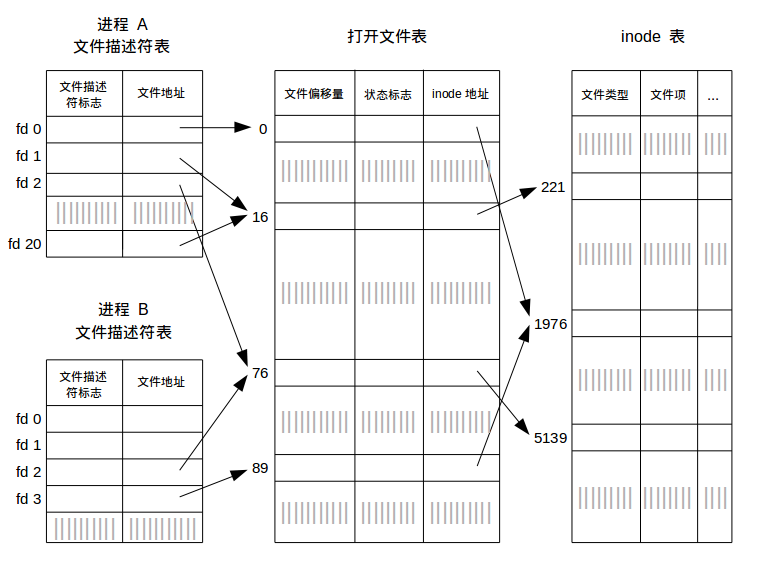 进程 A
文件描述符表
文件描述
符标志
文件地址
fd 0
fd 1
fd 2
fd 20
进程 B
文件描述符表
文件描述
符标志
文件地址
fd 0
fd 1
fd 2
fd 3
打开文件表
文件偏移量
状态标志
inode 地址
0
16
76
89
inode 表
文件类型
文件项
...
221
1976
5139